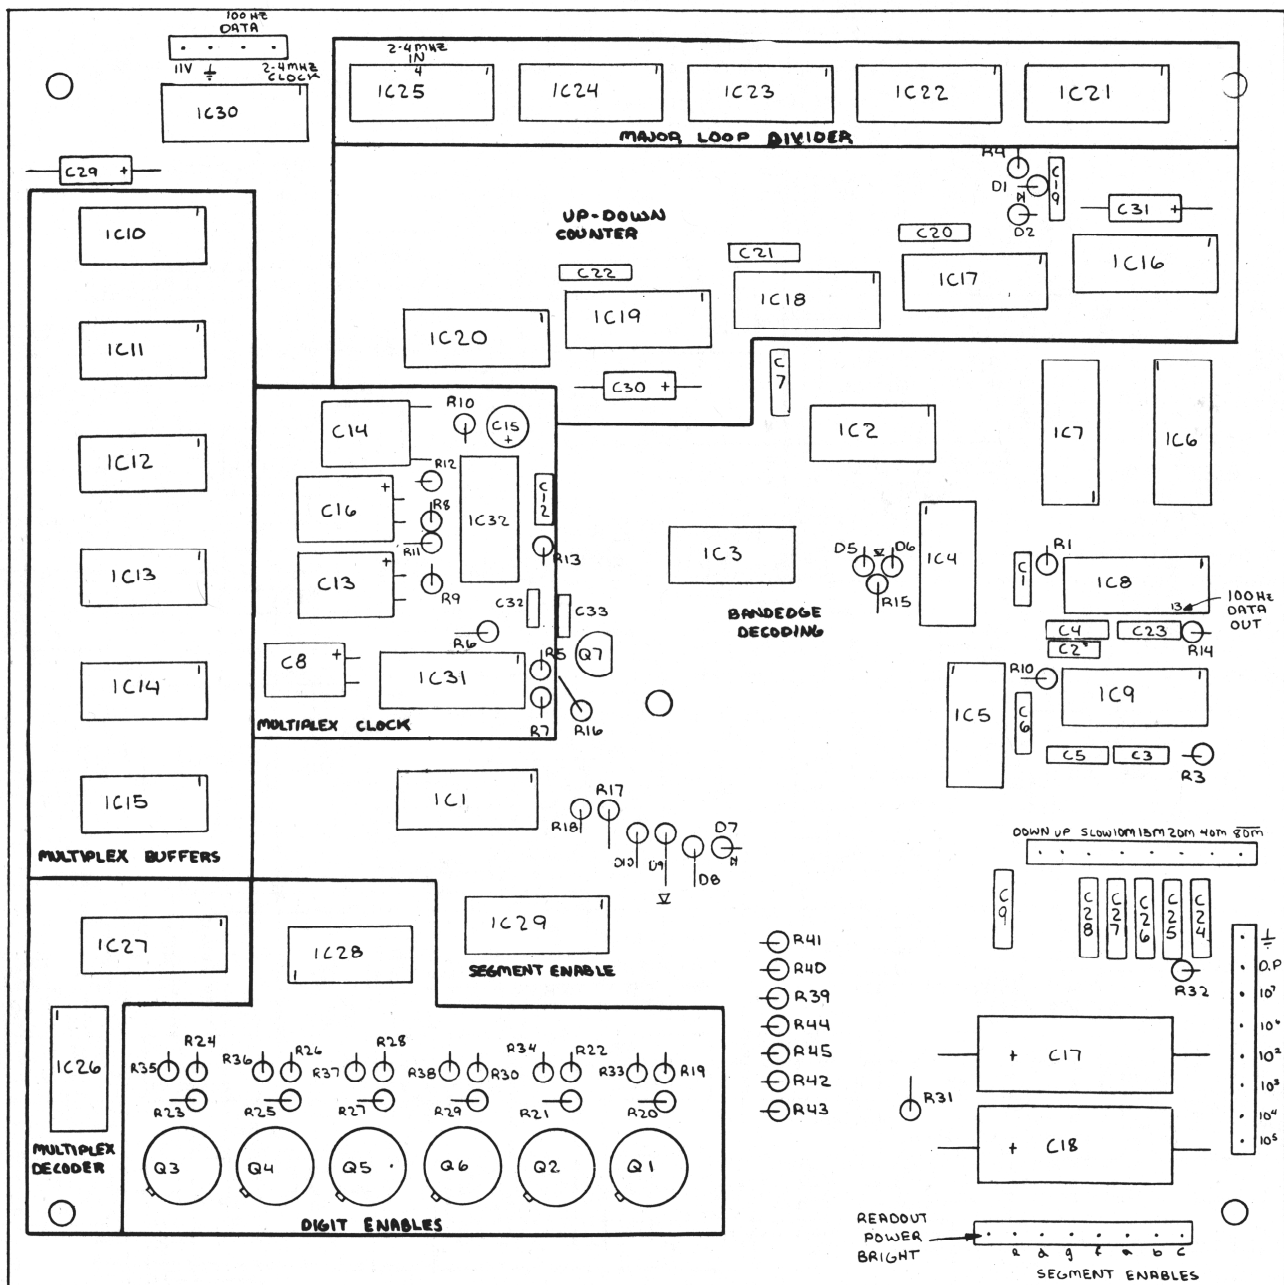 100 HZ
DATA
11V ⏚ 2-4MHZ
CLOCK
IC30
2-4MHZ
IN
4
IC25
IC24
IC23
IC22
IC21
MAJOR LOOP DIVIDER
C29 +
IC10
IC11
IC12
IC13
IC14
IC15
MULTIPLEX BUFFERS
UP-DOWN
COUNTER
R4
D1
D2
C19
C31 +
C20
C21
C22
IC16
IC17
IC18
IC19
IC20
C30 +
C7
IC2
IC7
IC6
C14
R10
C15
+
R12
C16 +
R8
R11
IC32
C12
R13
C13 +
R9
C32
C33
R6
Q7
C8 +
IC31
R5
R7
R16
MULTIPLEX CLOCK
IC3
D5
D6
R15
IC4
BANDEDGE
DECODING
C1
R1
IC8
13
100HZ
DATA
OUT
C4
C23
C2
R14
R10
IC9
IC5
C6
C5
C3
R3
IC1
R17
R18
D10
D9
D8
D7
DOWN UP SLOW 10M 15M 20M 40M 80M
C9
C28
C27
C26
C25
C24
R32
⏚
D.P
10⁷
10⁶
10²
10³
10⁴
10⁵
IC27
IC28
IC29
SEGMENT ENABLE
IC26
MULTIPLEX
DECODER
R35
R24
R36
R26
R37
R28
R38
R30
R34
R22
R33
R19
R23
R25
R27
R29
R21
R20
Q3
Q4
Q5
Q6
Q2
Q1
DIGIT ENABLES
R41
R40
R39
R44
R45
R42
R43
R31
+ C17
+ C18
READOUT
POWER
BRIGHT
e d g f a b c
SEGMENT ENABLES